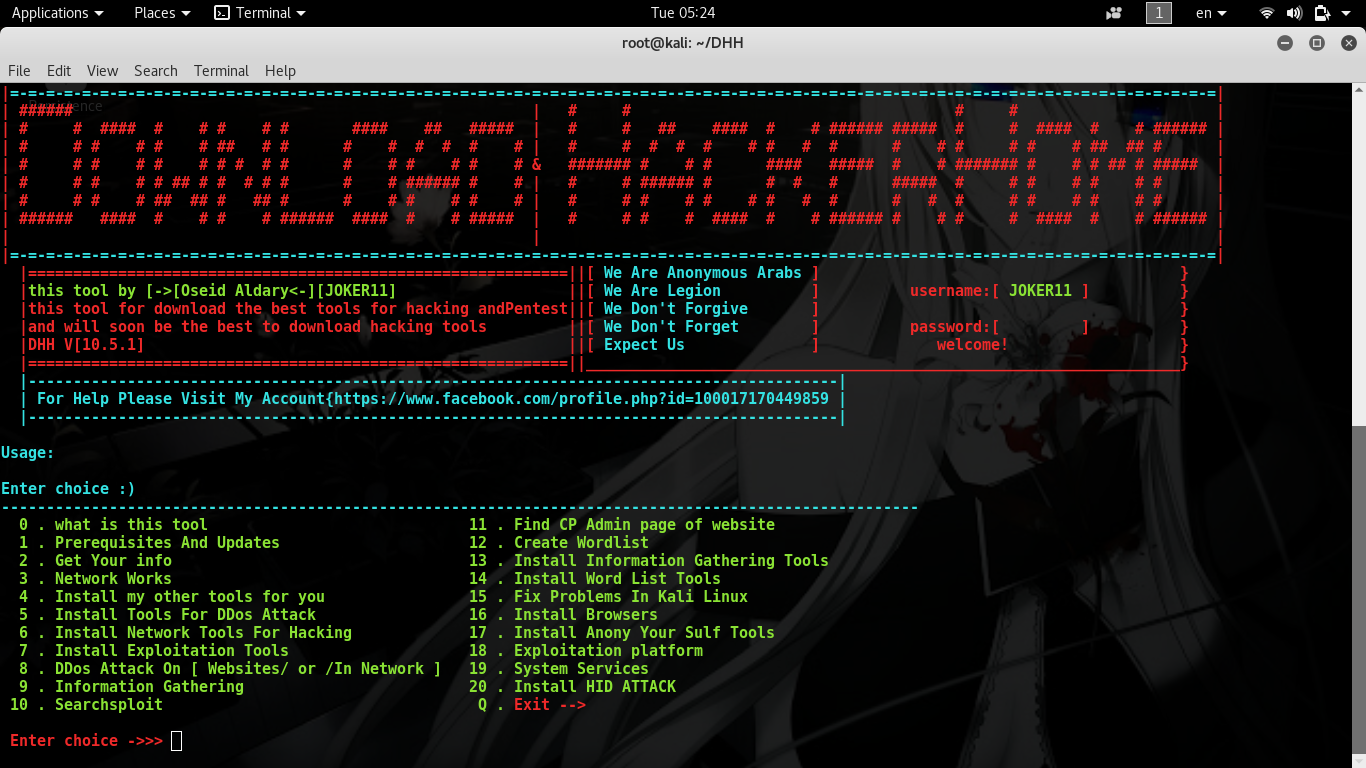 Applications Places Terminal Tue 05:24 1 en
root@kali: ~/DHH
File Edit View Search Terminal Help
DOWNLOAD & HACK HOME
|====||[ We Are Anonymous Arabs ] }
|this tool by [->[Oseid Aldary<-][JOKER11] ||[ We Are Legion ] username:[ JOKER11 ] }
|this tool for download the best tools for hacking andPentest||[ We Don't Forgive ] }
|and will soon be the best to download hacking tools ||[ We Don't Forget ] password:[ ] }
|DHH V[10.5.1] ||[ Expect Us ] welcome! }
| For Help Please Visit My Account{https://www.facebook.com/profile.php?id=100017170449859 |
Usage:
Enter choice :)
0 . what is this tool 11 . Find CP Admin page of website
1 . Prerequisites And Updates 12 . Create Wordlist
2 . Get Your info 13 . Install Information Gathering Tools
3 . Network Works 14 . Install Word List Tools
4 . Install my other tools for you 15 . Fix Problems In Kali Linux
5 . Install Tools For DDos Attack 16 . Install Browsers
6 . Install Network Tools For Hacking 17 . Install Anony Your Sulf Tools
7 . Install Exploitation Tools 18 . Exploitation platform
8 . DDos Attack On [ Websites/ or /In Network ] 19 . System Services
9 . Information Gathering 20 . Install HID ATTACK
10 . Searchsploit Q . Exit -->
Enter choice ->>>